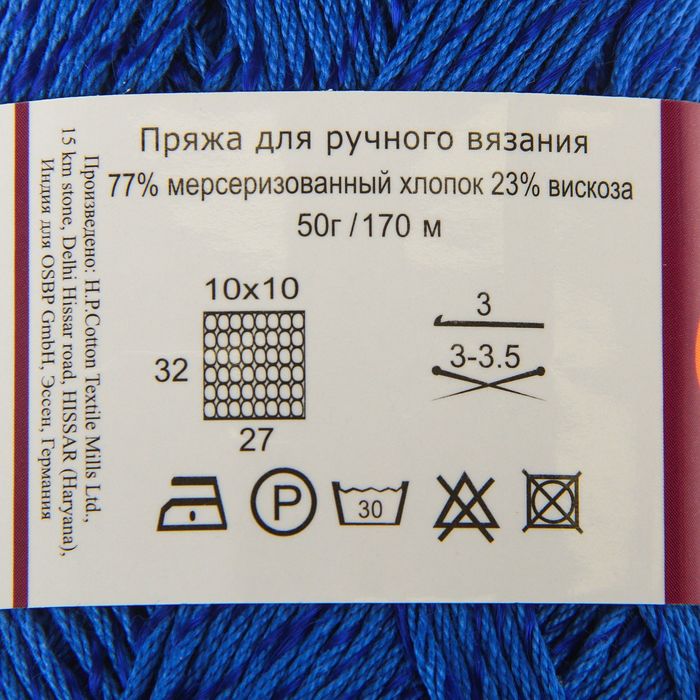 Пряжа для ручного вязания
77% мерсеризованный хлопок 23% вискоза
50г / 170 м
10x10
32
27
3
3-3.5
P
30
Произведено: H.P.Cotton Textile Mills Ltd.,
15 km stone, Delhi Hissar road, HISSAR (Haryana),
Индия для OSBP GmbH, Эссен, Германия